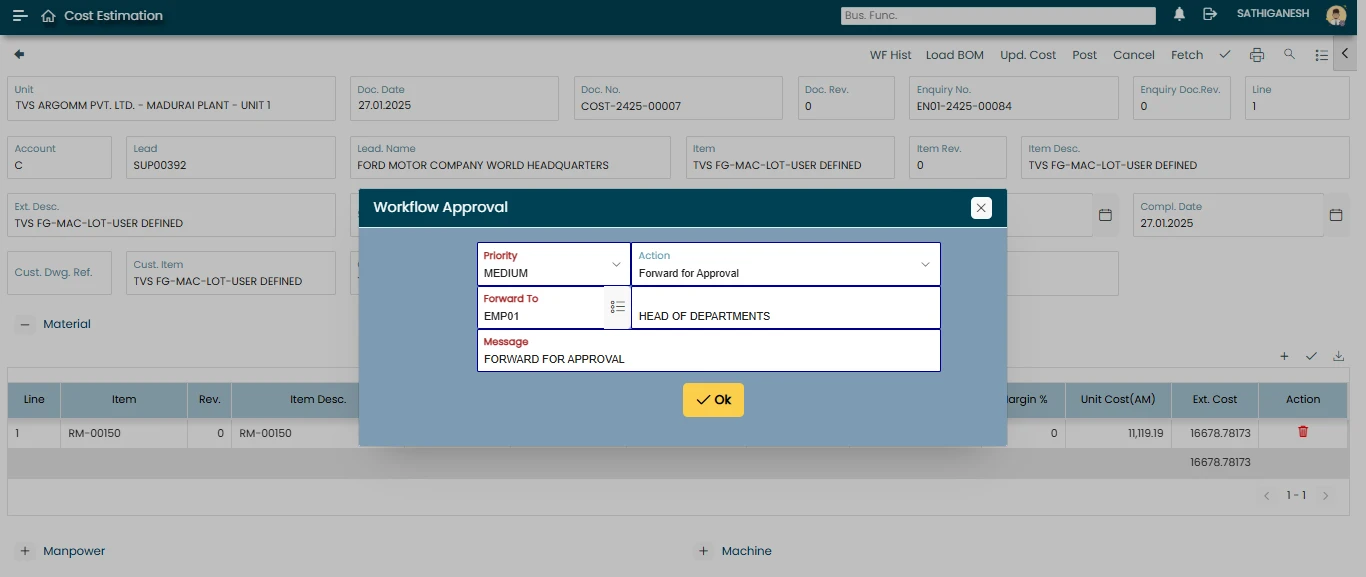 Cost Estimation
Bus. Func.
SATHIGANESH
WF Hist Load BOM Upd. Cost Post Cancel Fetch
Unit
TVS ARGOMM PVT. LTD. - MADURAI PLANT - UNIT 1
Doc. Date
27.01.2025
Doc. No.
COST-2425-00007
Doc. Rev.
0
Enquiry No.
EN01-2425-00084
Enquiry Doc.Rev.
0
Line
1
Account
C
Lead
SUP00392
Lead. Name
FORD MOTOR COMPANY WORLD HEADQUARTERS
Item
TVS FG-MAC-LOT-USER DEFINED
Item Rev.
0
Item Desc.
TVS FG-MAC-LOT-USER DEFINED
Ext. Desc.
TVS FG-MAC-LOT-USER DEFINED
Compl. Date
27.01.2025
Cust. Dwg. Ref.
Cust. Item
TVS FG-MAC-LOT-USER DEFINED
Workflow Approval
Priority
MEDIUM
Action
Forward for Approval
Forward To
EMP01
HEAD OF DEPARTMENTS
Message
FORWARD FOR APPROVAL
Ok
Material
Line Item Rev. Item Desc. Unit Cost(AM) Ext. Cost Action
1 RM-00150 0 RM-00150 0 11,119.19 16678.78173
16678.78173
1 - 1
Manpower
Machine